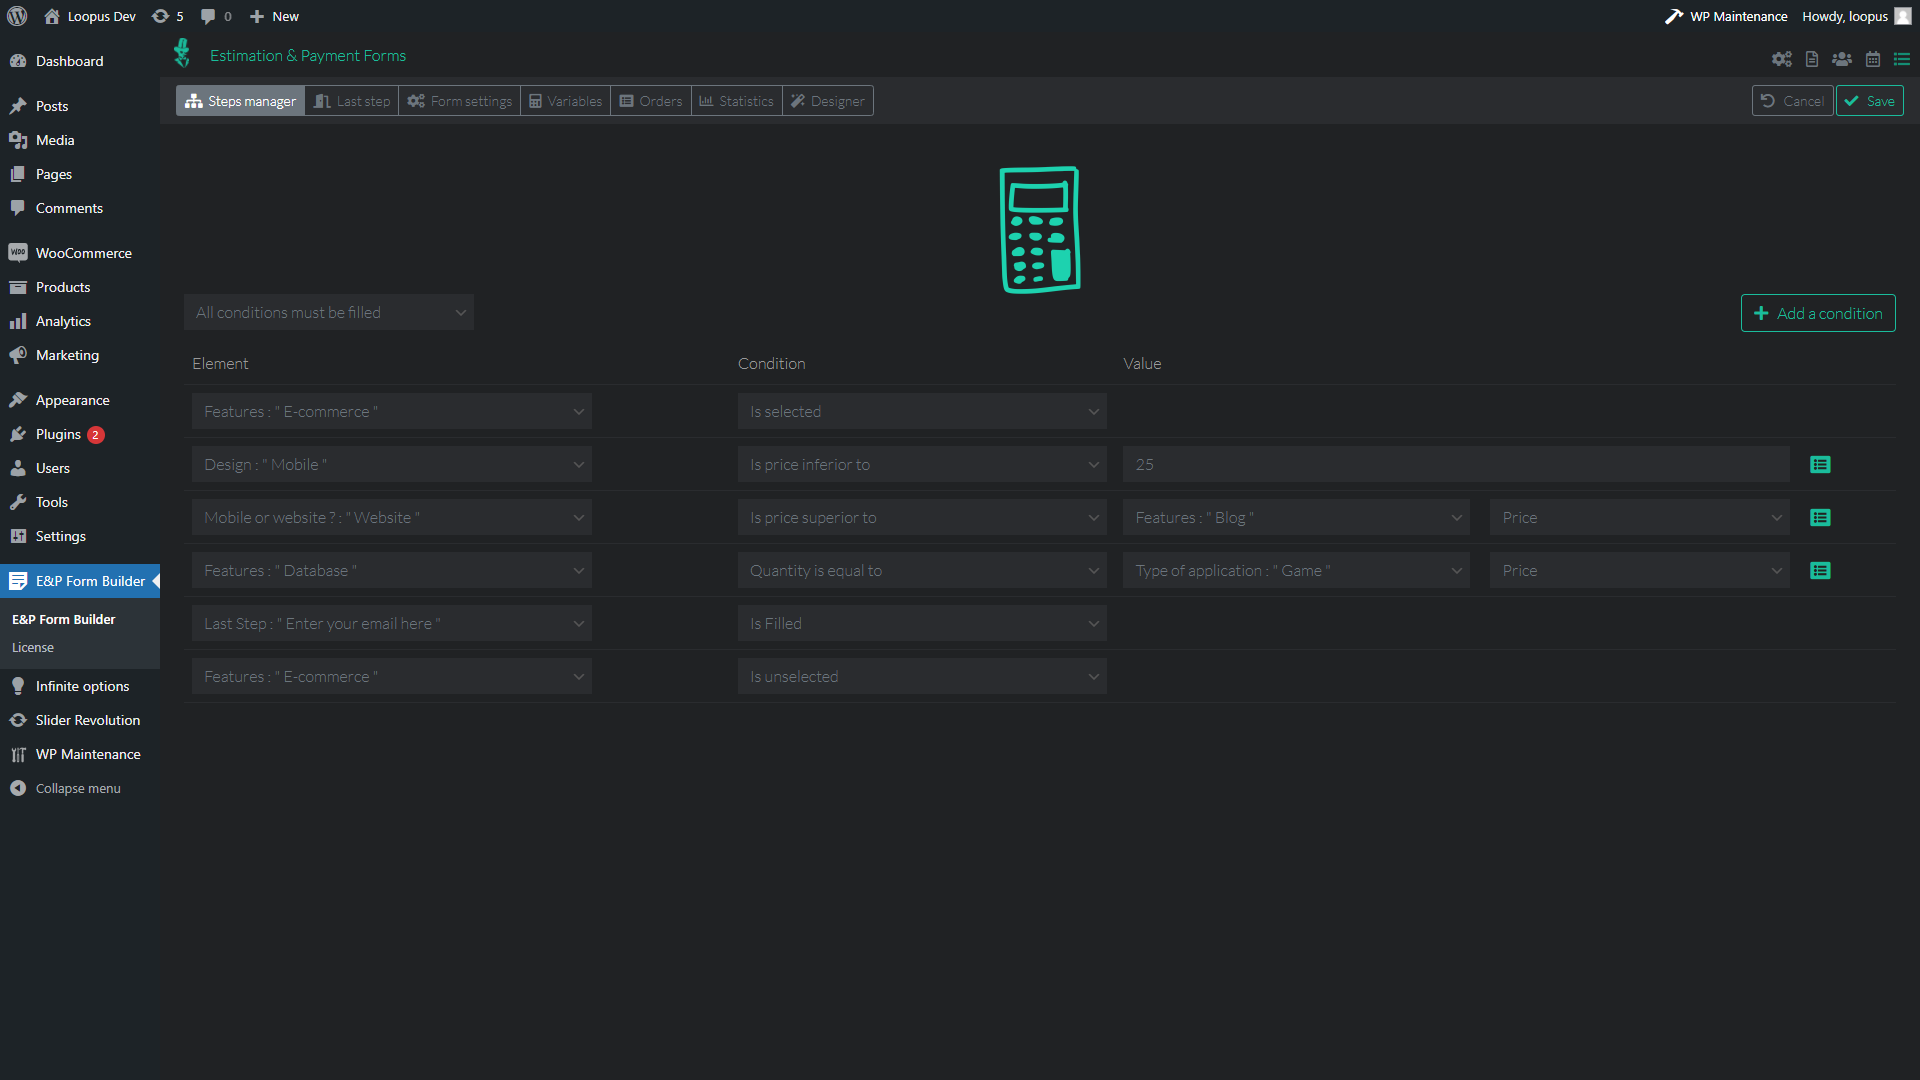 Loopus Dev 5 0 New WP Maintenance Howdy, loopus
Estimation & Payment Forms
Steps manager Last step Form settings Variables Orders Statistics Designer Cancel Save
Dashboard
Posts
Media
Pages
Comments
WooCommerce
Products
Analytics
Marketing
Appearance
Plugins 2
Users
Tools
Settings
E&P Form Builder
E&P Form Builder
License
Infinite options
Slider Revolution
WP Maintenance
Collapse menu
All conditions must be filled Add a condition
Element Condition Value
Features : " E-commerce " Is selected
Design : " Mobile " Is price inferior to 25
Mobile or website ? : " Website " Is price superior to Features : " Blog " Price
Features : " Database " Quantity is equal to Type of application : " Game " Price
Last Step : " Enter your email here " Is Filled
Features : " E-commerce " Is unselected